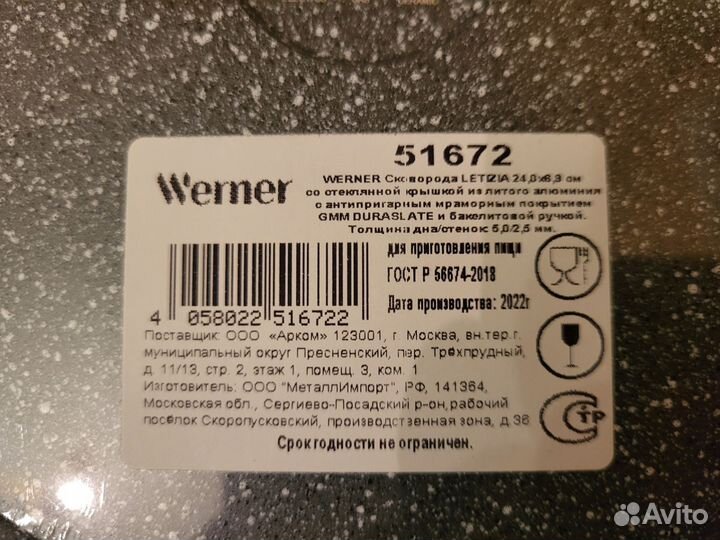 51672
Werner
WERNER Сковорода LETIZIA 24,0x6,3 см
со стеклянной крышкой из литого алюминия
с антипригарным мраморным покрытием
GMM DURASLATE и бакелитовой ручкой.
Толщина дна/стенок: 5,0/2,5 мм.
для приготовления пищи
ГОСТ Р 56674-2018
Дата производства: 2022г
4 058022 516722
Поставщик: ООО «Арком» 123001, г. Москва, вн.тер.г.
муниципальный округ Пресненский, пер. Трёхпрудный,
д. 11/13, стр. 2, этаж 1, помещ. 3, ком. 1
Изготовитель: ООО "МеталлИмпорт", РФ, 141364,
Московская обл., Сергиево-Посадский р-он, рабочий
посёлок Скоропусковский, производственная зона, д.36
Срок годности не ограничен.
СТР
Avito